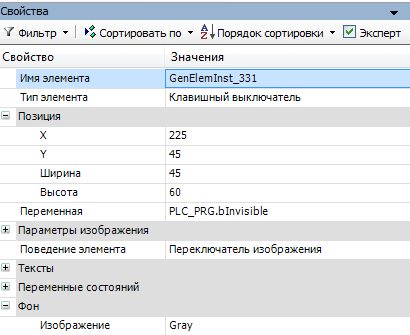 Свойства
Фильтр Сортировать по Порядок сортировки Эксперт
Свойство Значения
Имя элемента GenElemInst_331
Тип элемента Клавишный выключатель
Позиция
X 225
Y 45
Ширина 45
Высота 60
Переменная PLC_PRG.bInvisible
Параметры изображения
Поведение элемента Переключатель изображения
Тексты
Переменные состояний
Фон
Изображение Gray